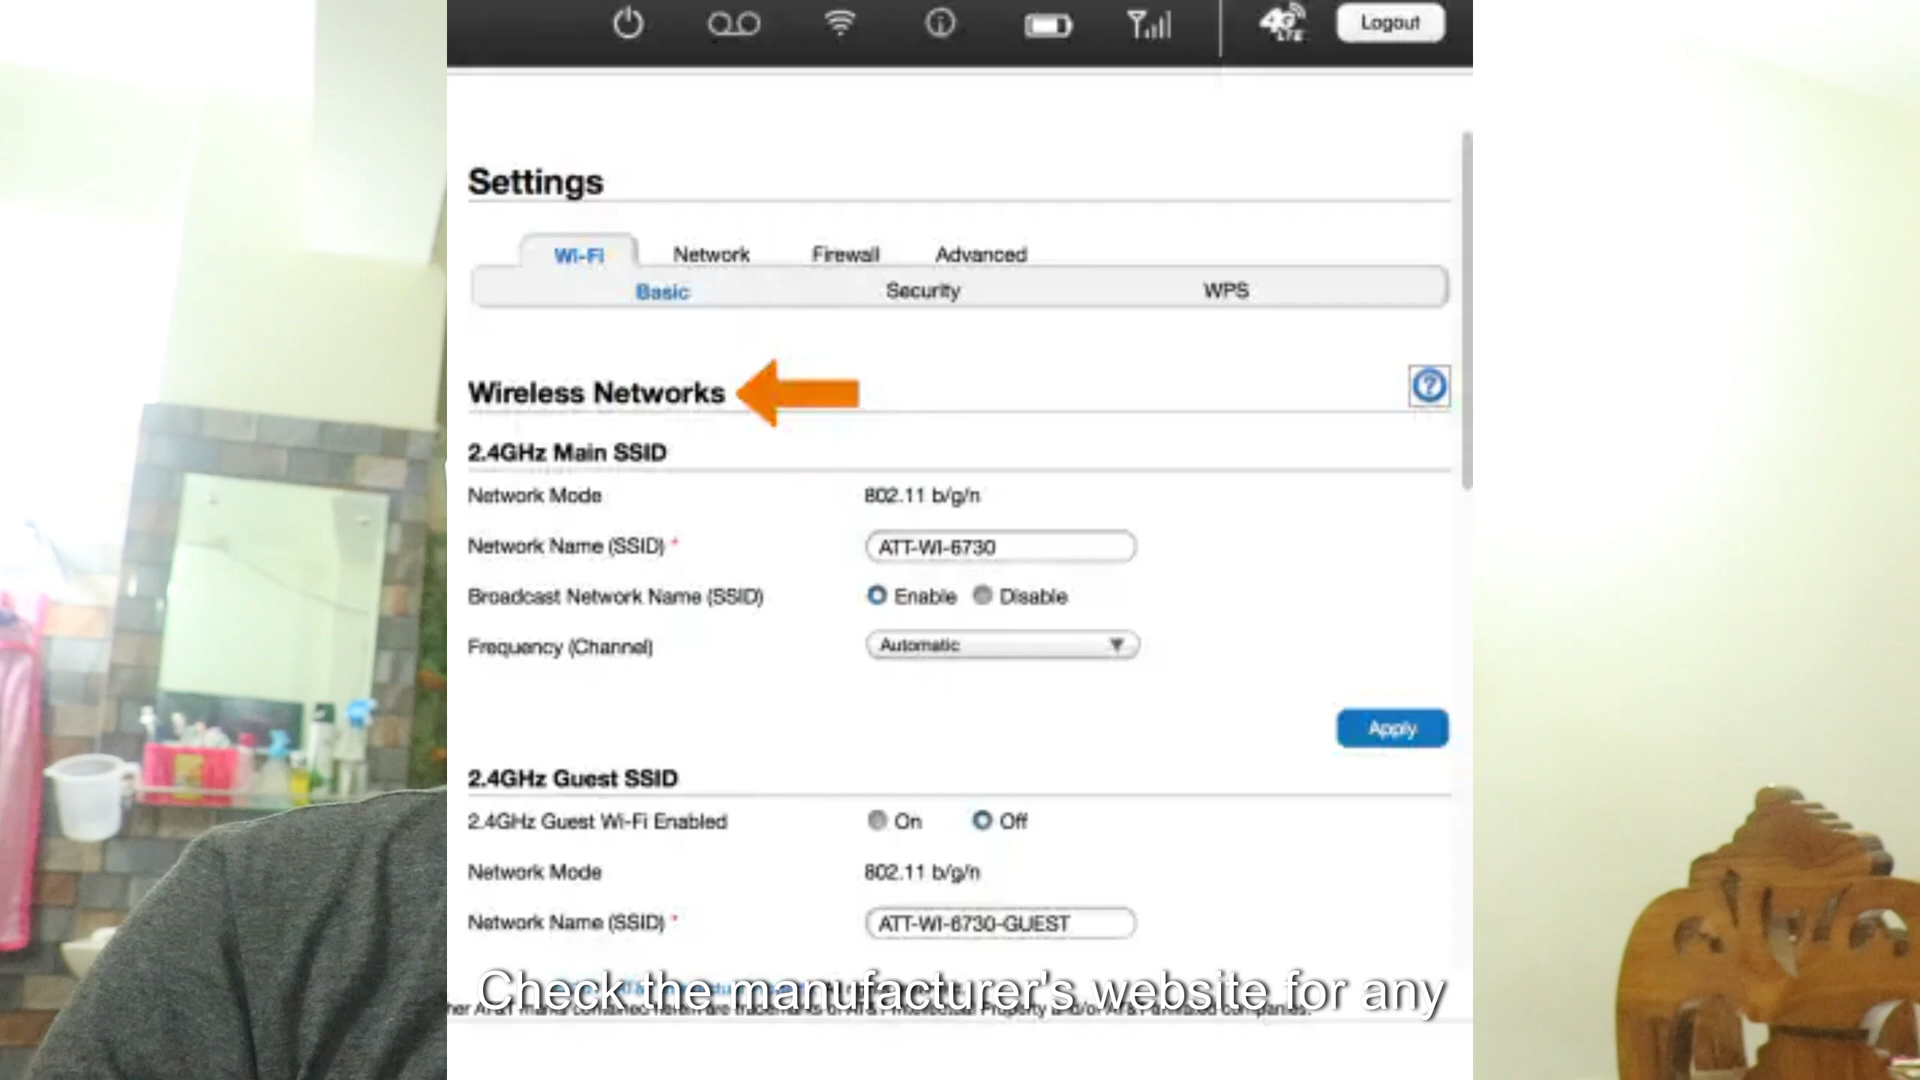 4G
LTE
Logout
Settings
Wi-Fi Network Firewall Advanced
Basic Security WPS
Wireless Networks
2.4GHz Main SSID
Network Mode 802.11 b/g/n
Network Name (SSID) * ATT-WI-6730
Broadcast Network Name (SSID) Enable Disable
Frequency (Channel) Automatic
Apply
2.4GHz Guest SSID
2.4GHz Guest Wi-Fi Enabled On Off
Network Mode 802.11 b/g/n
Network Name (SSID) * ATT-WI-6730-GUEST
Check the manufacturer's website for any